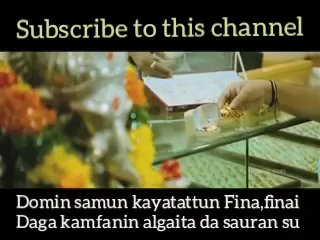 Subscribe to this channel
Domin samun kayatattun Fina,finai
Daga kamfanin algaita da sauran su